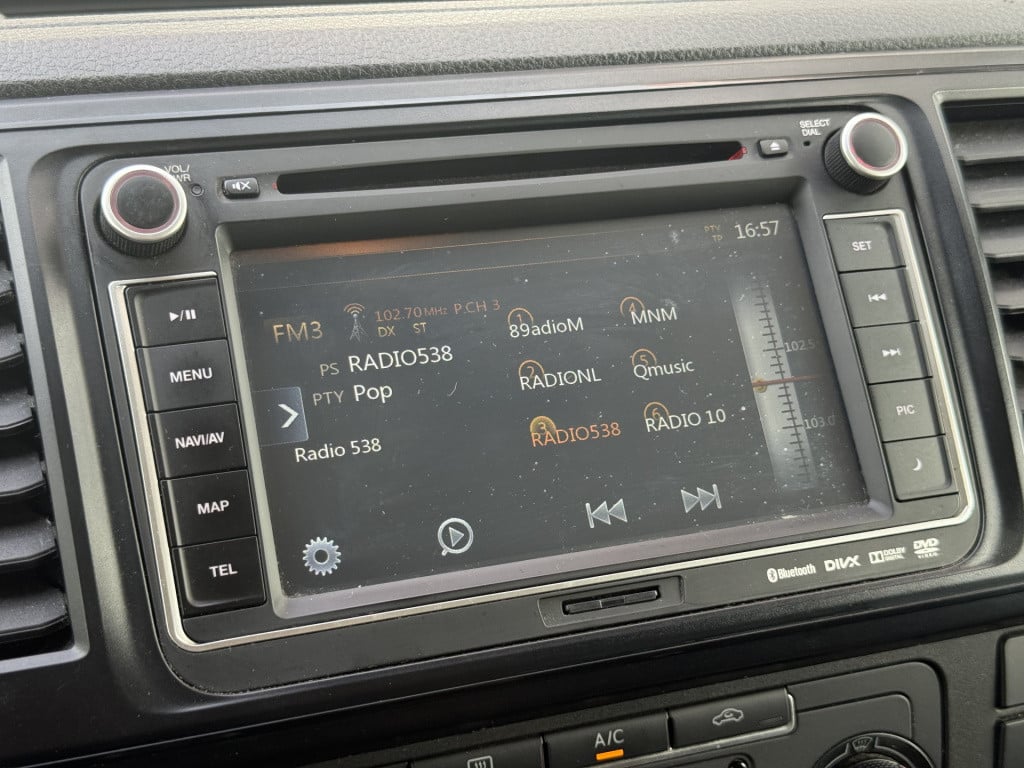 VOL/
PWR
SELECT
DIAL
SET
MENU
NAVI/AV
MAP
TEL
PIC
PTY
TP
16:57
FM3
102.70MHz P.CH 3
DX ST
PS RADIO538
PTY Pop
Radio 538
1
89adioM
4
MNM
2
RADIONL
5
Qmusic
3
RADIO538
6
RADIO 10
102.5
103.0
Bluetooth DIVX DOLBY DIGITAL DVD VIDEO
A/C